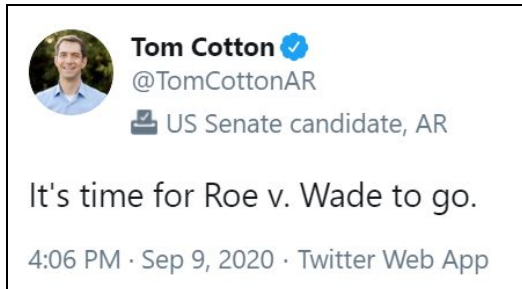 Tom Cotton
@TomCottonAR
US Senate candidate, AR
It's time for Roe v. Wade to go.
4:06 PM · Sep 9, 2020 · Twitter Web App